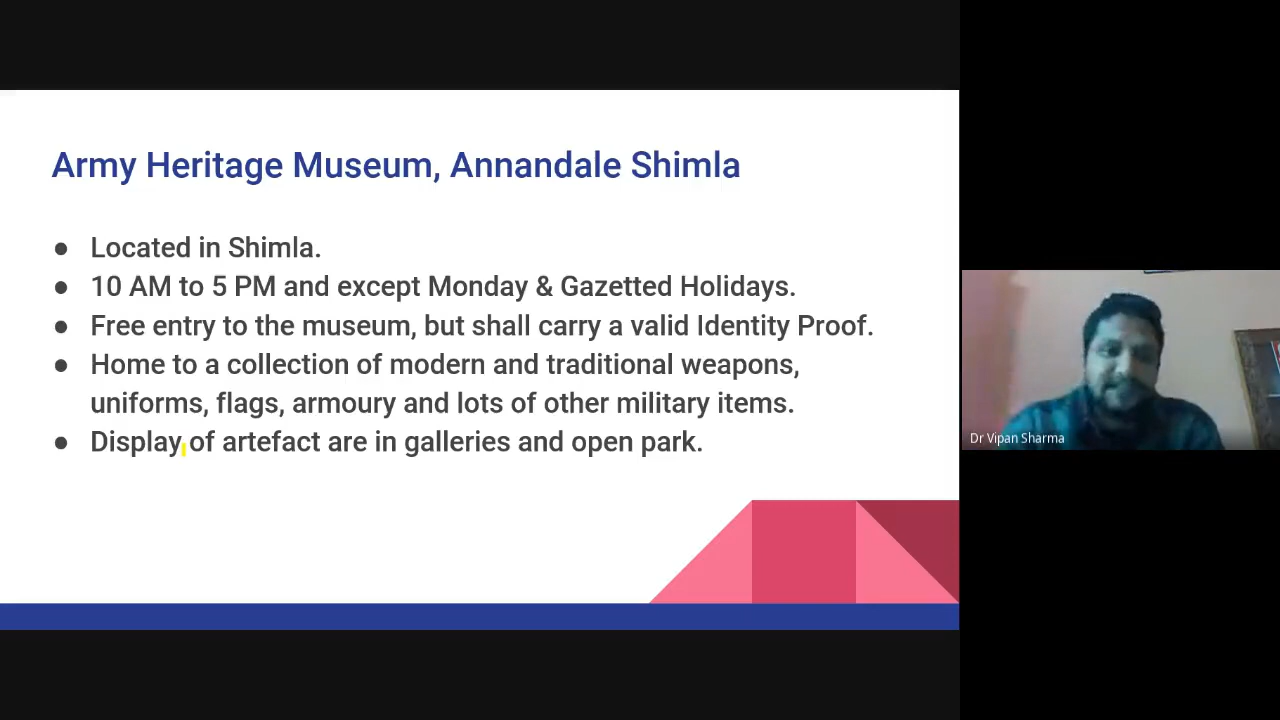 Army Heritage Museum, Annandale Shimla
● Located in Shimla.
● 10 AM to 5 PM and except Monday & Gazetted Holidays.
● Free entry to the museum, but shall carry a valid Identity Proof.
● Home to a collection of modern and traditional weapons,
uniforms, flags, armoury and lots of other military items.
● Display of artefact are in galleries and open park.
Dr Vipan Sharma